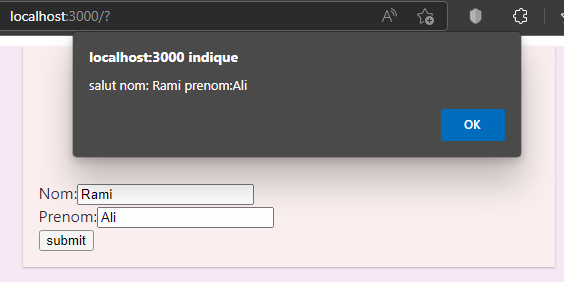 localhost:3000/?
localhost:3000 indique
salut nom: Rami prenom:Ali
OK
Nom:Rami
Prenom:Ali
submit